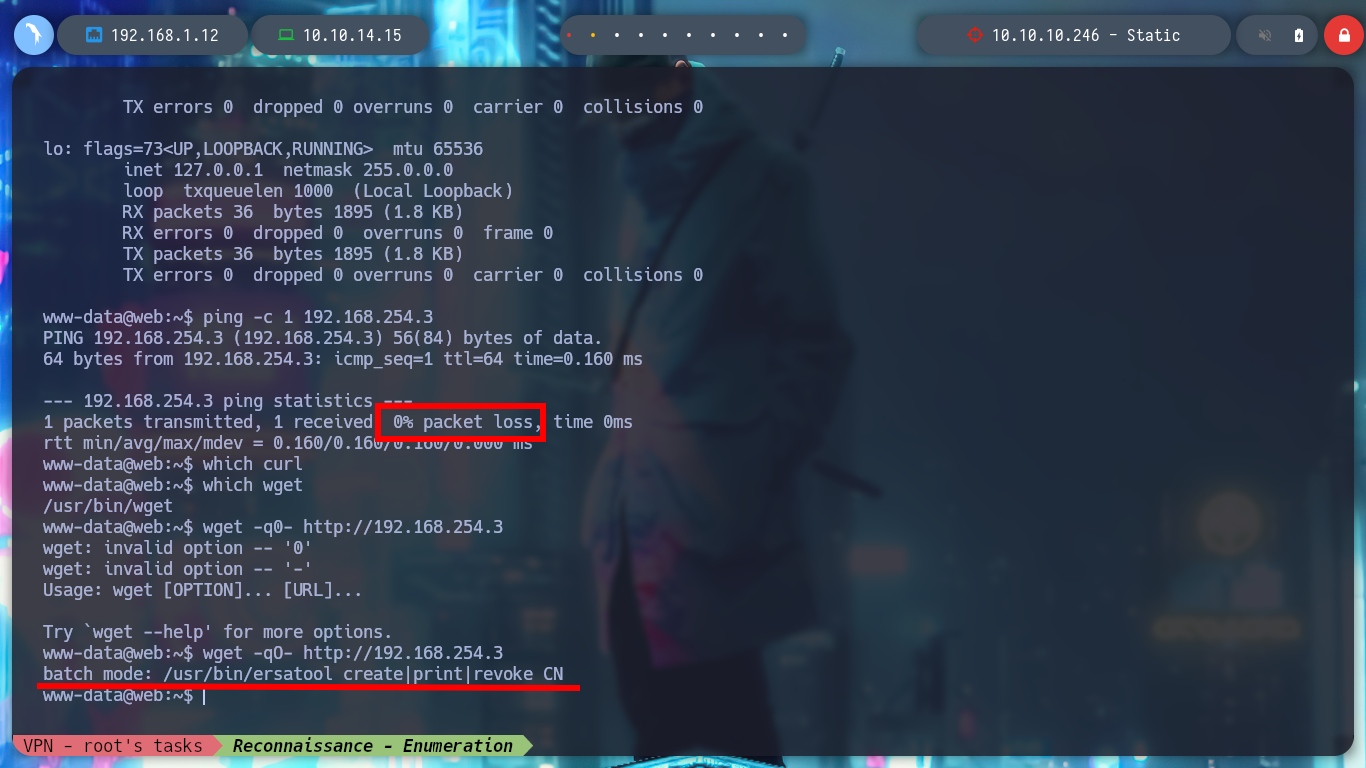 192.168.1.12
10.10.14.15
10.10.10.246 - Static
TX errors 0  dropped 0 overruns 0  carrier 0  collisions 0
lo: flags=73<UP,LOOPBACK,RUNNING>  mtu 65536
inet 127.0.0.1  netmask 255.0.0.0
loop  txqueuelen 1000  (Local Loopback)
RX packets 36  bytes 1895 (1.8 KB)
RX errors 0  dropped 0  overruns 0  frame 0
TX packets 36  bytes 1895 (1.8 KB)
TX errors 0  dropped 0 overruns 0  carrier 0  collisions 0
www-data@web:~$ ping -c 1 192.168.254.3
PING 192.168.254.3 (192.168.254.3) 56(84) bytes of data.
64 bytes from 192.168.254.3: icmp_seq=1 ttl=64 time=0.160 ms
--- 192.168.254.3 ping statistics ---
1 packets transmitted, 1 received, 0% packet loss, time 0ms
rtt min/avg/max/mdev = 0.160/0.160/0.160/0.000 ms
www-data@web:~$ which curl
www-data@web:~$ which wget
/usr/bin/wget
www-data@web:~$ wget -q0- http://192.168.254.3
wget: invalid option -- '0'
wget: invalid option -- '-'
Usage: wget [OPTION]... [URL]...
Try `wget --help' for more options.
www-data@web:~$ wget -qO- http://192.168.254.3
batch mode: /usr/bin/ersatool create|print|revoke CN
www-data@web:~$
VPN - root's tasks
Reconnaissance - Enumeration